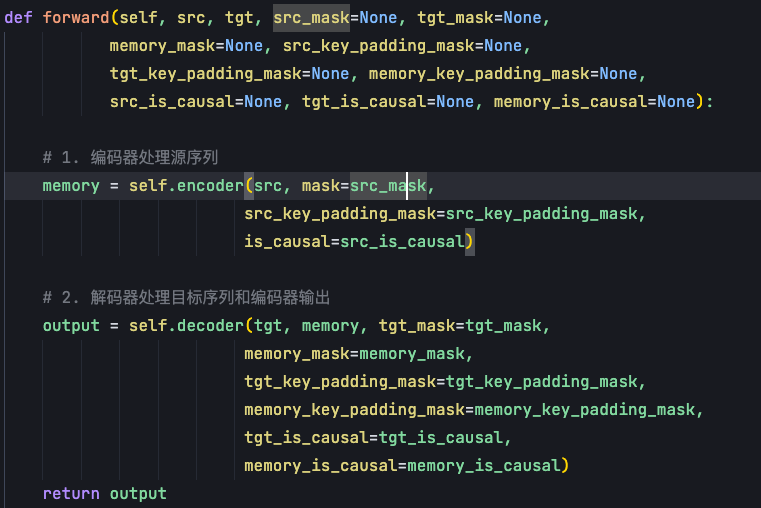 def forward(self, src, tgt, src_mask=None, tgt_mask=None,
            memory_mask=None, src_key_padding_mask=None,
            tgt_key_padding_mask=None, memory_key_padding_mask=None,
            src_is_causal=None, tgt_is_causal=None, memory_is_causal=None):

    # 1. 编码器处理源序列
    memory = self.encoder(src, mask=src_mask,
                          src_key_padding_mask=src_key_padding_mask,
                          is_causal=src_is_causal)

    # 2. 解码器处理目标序列和编码器输出
    output = self.decoder(tgt, memory, tgt_mask=tgt_mask,
                          memory_mask=memory_mask,
                          tgt_key_padding_mask=tgt_key_padding_mask,
                          memory_key_padding_mask=memory_key_padding_mask,
                          tgt_is_causal=tgt_is_causal,
                          memory_is_causal=memory_is_causal)
    return output